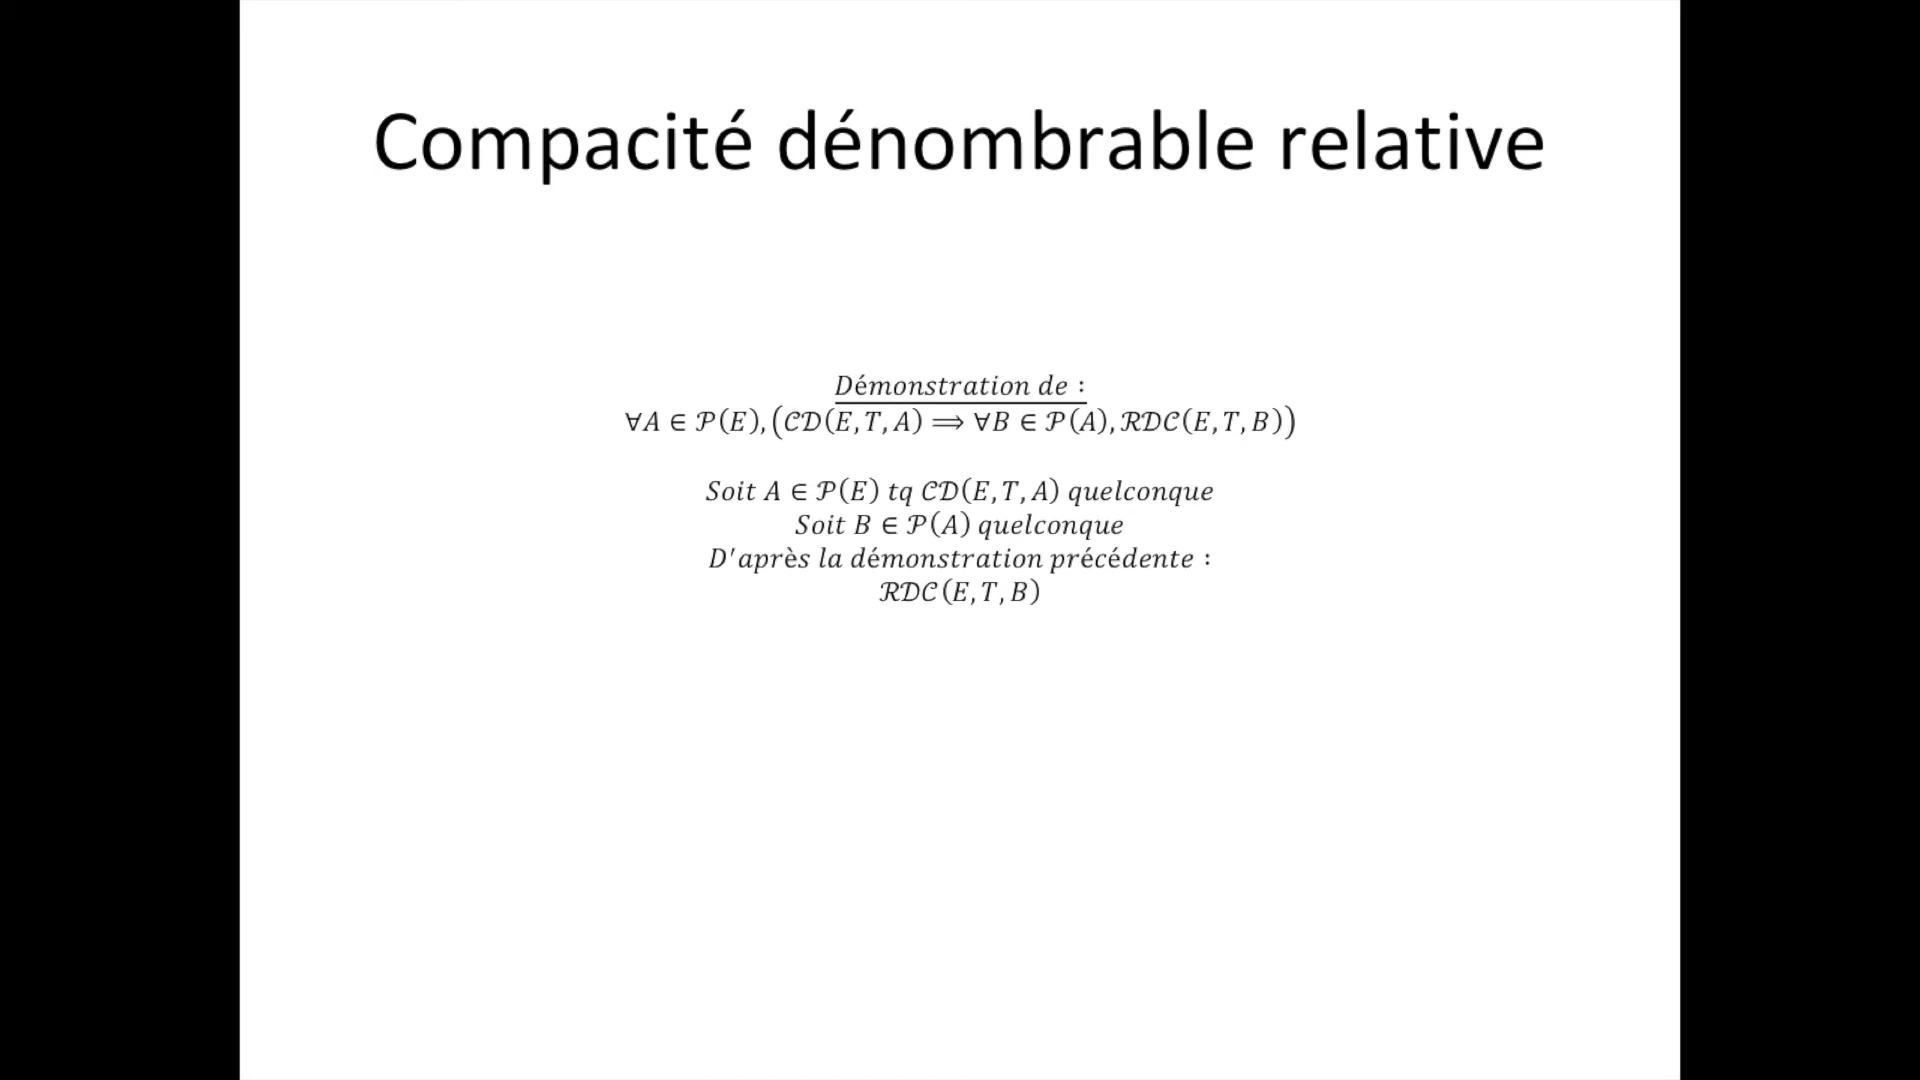 Compacité dénombrable relative
Démonstration de :
∀A ∈ 𝒫(E), (𝒞𝒟(E, T, A) ⟹ ∀B ∈ 𝒫(A), ℛ𝒟𝒞(E, T, B))
Soit A ∈ 𝒫(E) tq 𝒞𝒟(E, T, A) quelconque
Soit B ∈ 𝒫(A) quelconque
D'après la démonstration précédente :
ℛ𝒟𝒞(E, T, B)